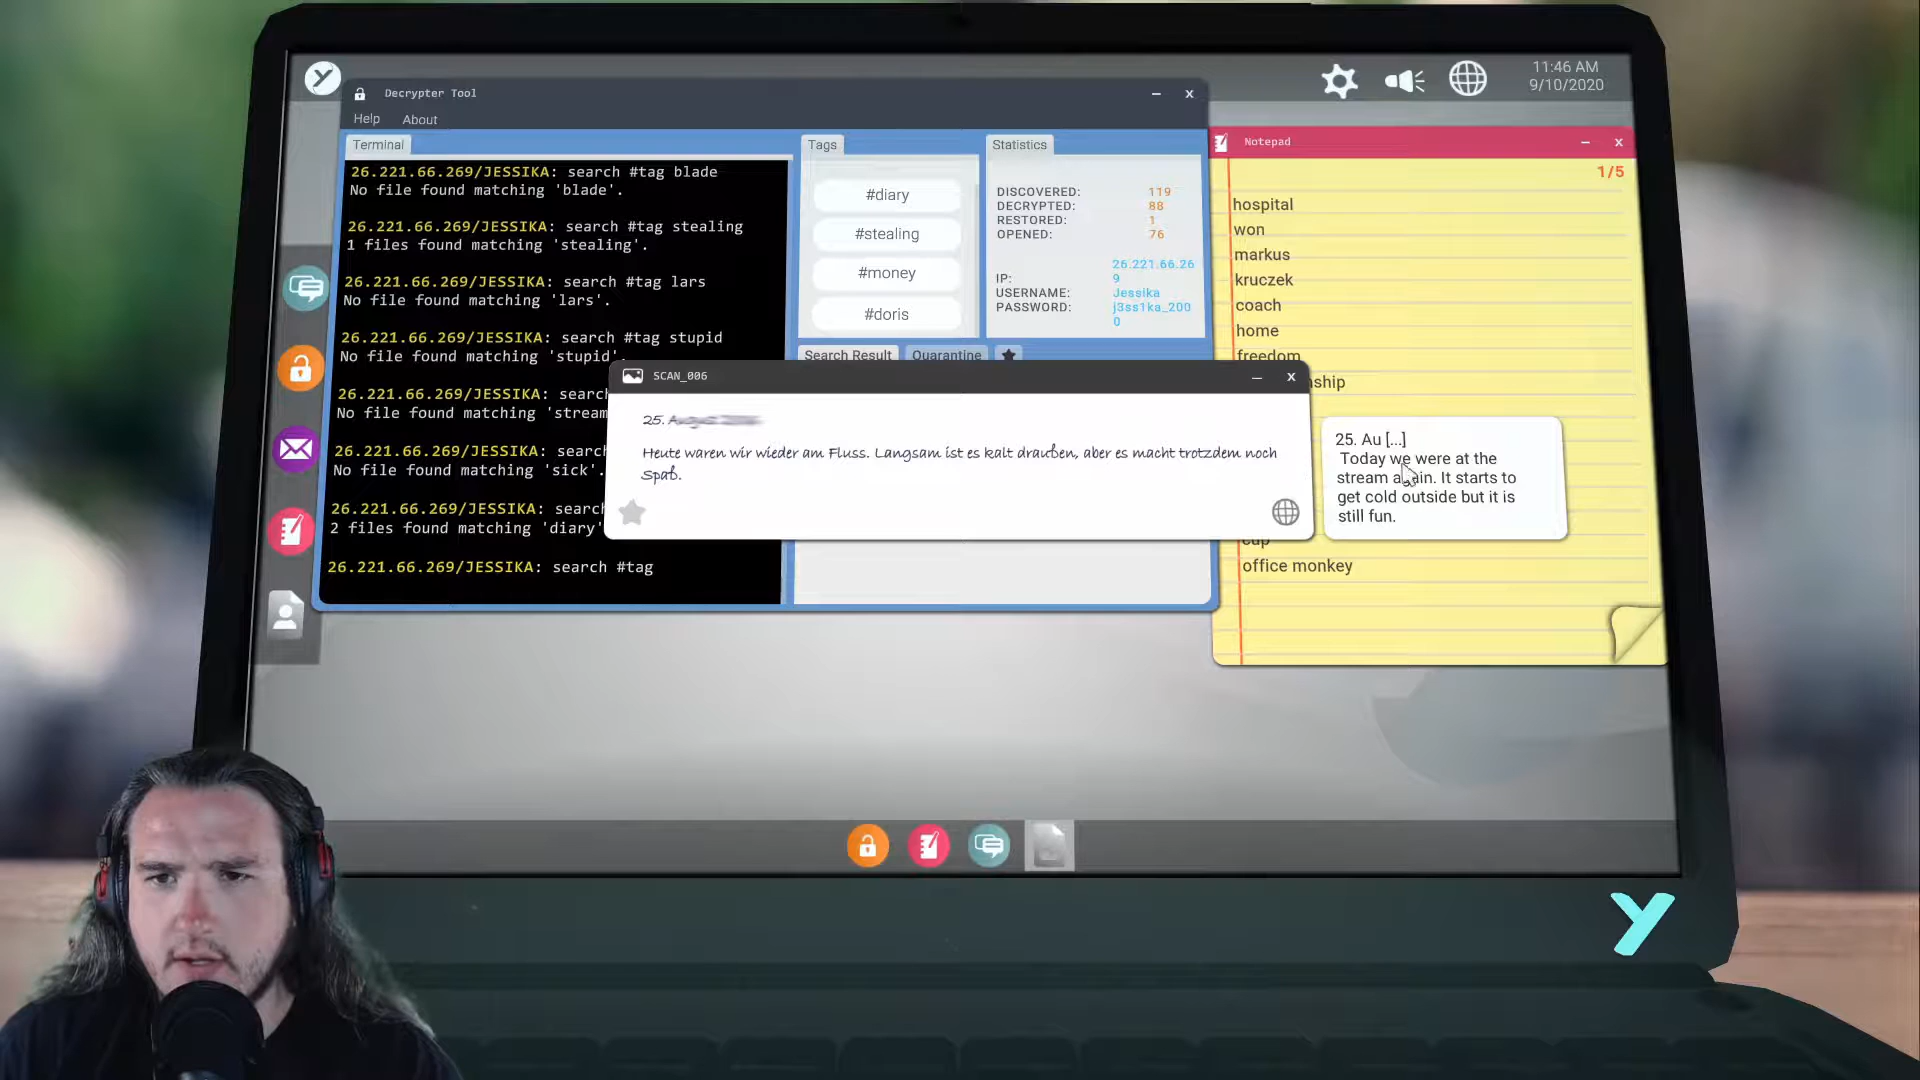 11:46 AM
9/10/2020
Decrypter Tool
Help About
Terminal
26.221.66.269/JESSIKA: search #tag blade
No file found matching 'blade'.
26.221.66.269/JESSIKA: search #tag stealing
1 files found matching 'stealing'.
26.221.66.269/JESSIKA: search #tag lars
No file found matching 'lars'.
26.221.66.269/JESSIKA: search #tag stupid
No file found matching 'stupid'.
26.221.66.269/JESSIKA:
No file found matching 'stream
26.221.66.269/JESSIKA:
No file found matching 'sick'.
26.221.66.269/JESSIKA:
2 files found matching 'diary'
26.221.66.269/JESSIKA: search #tag
Tags
#diary
#stealing
#money
#doris
Statistics
DISCOVERED: 119
DECRYPTED: 88
RESTORED: 1
OPENED: 76
IP: 26.221.66.269
USERNAME: Jessika
PASSWORD: j3ss1ka_2000
Search Result Quarantine
SCAN_006
25.
Heute waren wir wieder am Fluss. Langsam ist es kalt draußen, aber es macht trotzdem noch
Spaß.
25. Au [...]
Today we were at the
stream again. It starts to
get cold outside but it is
still fun.
Notepad
1/5
hospital
won
markus
kruczek
coach
home
freedom
cup
office monkey
Y